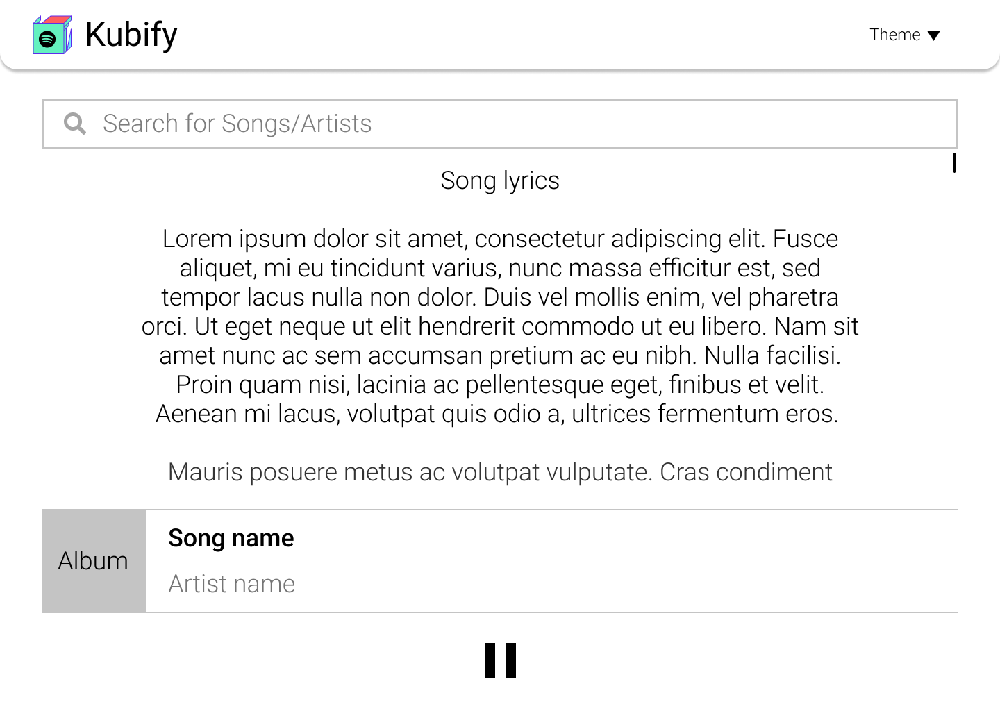 Kubify
Theme
Search for Songs/Artists
Song lyrics
Lorem ipsum dolor sit amet, consectetur adipiscing elit. Fusce
aliquet, mi eu tincidunt varius, nunc massa efficitur est, sed
tempor lacus nulla non dolor. Duis vel mollis enim, vel pharetra
orci. Ut eget neque ut elit hendrerit commodo ut eu libero. Nam sit
amet nunc ac sem accumsan pretium ac eu nibh. Nulla facilisi.
Proin quam nisi, lacinia ac pellentesque eget, finibus et velit.
Aenean mi lacus, volutpat quis odio a, ultrices fermentum eros.
Mauris posuere metus ac volutpat vulputate. Cras condiment
Album
Song name
Artist name